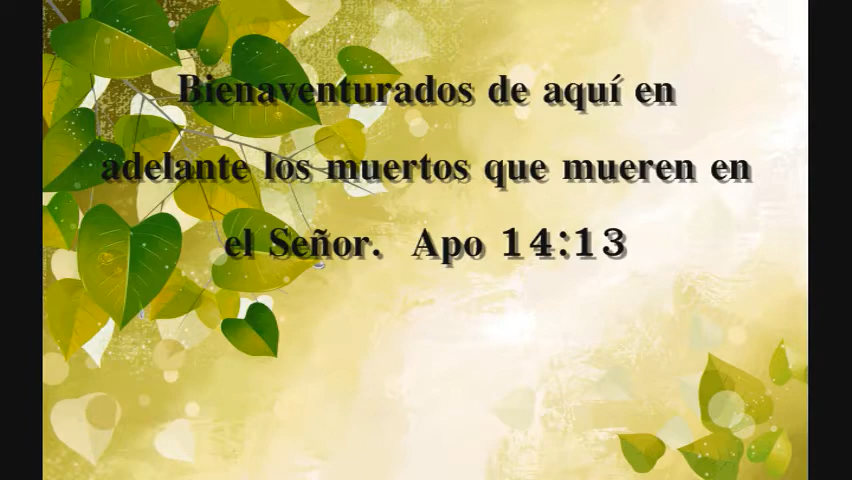 Bienaventurados de aquí en
adelante los muertos que mueren en
el Señor. Apo 14:13